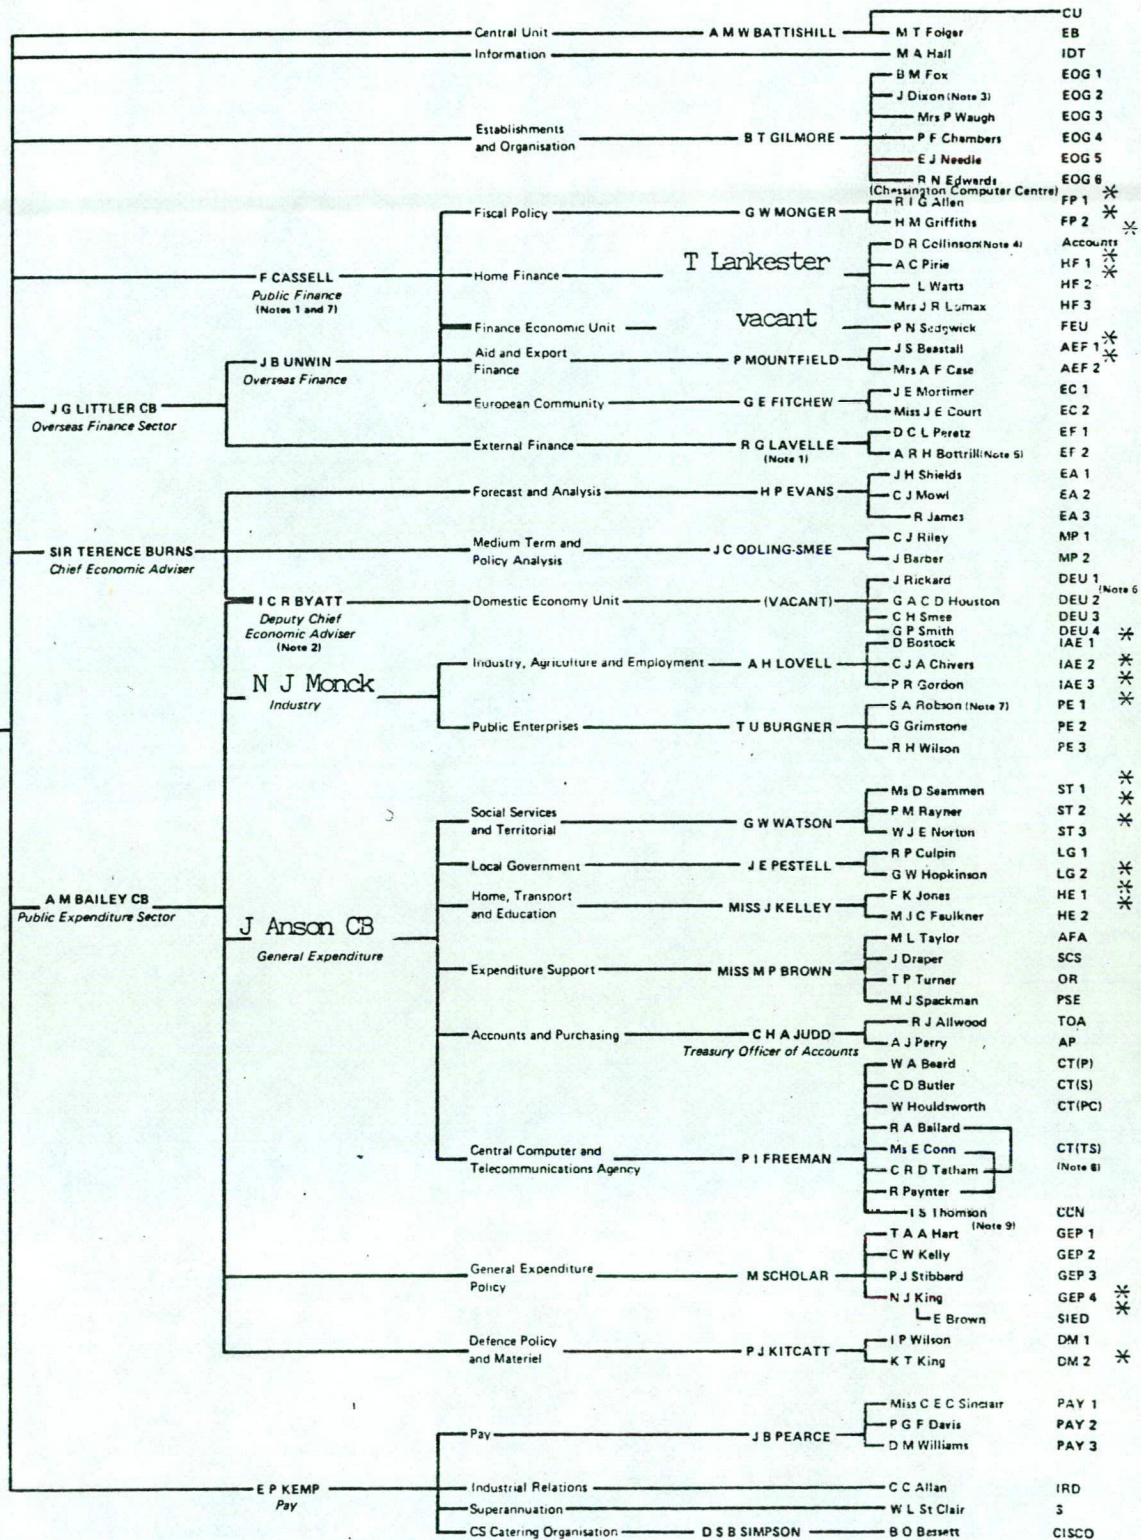 CU
Central Unit A M W BATTISHILL M T Folger EB
Information M A Hall IDT
B M Fox EOG 1
J Dixon (Note 3) EOG 2
Mrs P Waugh EOG 3
Establishments
and Organisation B T GILMORE P F Chambers EOG 4
E J Needle EOG 5
R N Edwards EOG 6
(Chessington Computer Centre) *
Fiscal Policy G W MONGER R I G Allen FP 1 *
H M Griffiths FP 2 *
D R Collinson (Note 4) Accounts
F CASSELL Home Finance T Lankester A C Pirie HF 1 *
Public Finance L Watts HF 2 *
(Notes 1 and 7) Mrs J R Lomax HF 3
Finance Economic Unit vacant P N Sedgwick FEU
J B UNWIN Aid and Export
Finance P MOUNTFIELD J S Beastall AEF 1 *
Overseas Finance Mrs A F Case AEF 2 *
J G LITTLER CB European Community G E FITCHEW J E Mortimer EC 1
Overseas Finance Sector Miss J E Court EC 2
External Finance R G LAVELLE D C L Peretz EF 1
(Note 1) A R H Bottrill (Note 5) EF 2
Forecast and Analysis H P EVANS J H Shields EA 1
C J Mowl EA 2
R James EA 3
SIR TERENCE BURNS Medium Term and
Policy Analysis J C ODLING-SMEE C J Riley MP 1
Chief Economic Adviser J Barber MP 2
J Rickard DEU 1
I C R BYATT Domestic Economy Unit (VACANT) G A C D Houston DEU 2 (Note 6
Deputy Chief C H Smee DEU 3
Economic Adviser G P Smith DEU 4
(Note 2) D Bostock IAE 1 *
Industry, Agriculture and Employment A H LOVELL C J A Chivers IAE 2 *
N J Monck P R Gordon IAE 3 *
Industry S A Robson (Note 7) PE 1 *
Public Enterprises T U BURGNER G Grimstone PE 2
R H Wilson PE 3
Ms D Seammen ST 1 *
Social Services
and Territorial G W WATSON P M Rayner ST 2 *
W J E Norton ST 3 *
Local Government J E PESTELL R P Culpin LG 1
G W Hopkinson LG 2 *
A M BAILEY CB Home, Transport
and Education MISS J KELLEY F K Jones HE 1 *
Public Expenditure Sector M J C Faulkner HE 2 *
J Anson CB M L Taylor AFA
General Expenditure J Draper SCS
Expenditure Support MISS M P BROWN T P Turner OR
M J Spackman PSE
Accounts and Purchasing C H A JUDD R J Allwood TOA
Treasury Officer of Accounts A J Perry AP
W A Beard CT(P)
C D Butler CT(S)
W Houldsworth CT(PC)
R A Ballard
Central Computer and
Telecommunications Agency P I FREEMAN Ms E Conn CT(TS)
C R D Tatham (Note 8)
R Paynter
I S Thomson CCN
(Note 9)
T A A Hart GEP 1
C W Kelly GEP 2
General Expenditure
Policy M SCHOLAR P J Stibbard GEP 3
N J King GEP 4 *
E Brown SIED *
Defence Policy
and Materiel P J KITCATT I P Wilson DM 1
K T King DM 2 *
Miss C E C Sinclair PAY 1
Pay J B PEARCE P G F Davis PAY 2
D M Williams PAY 3
E P KEMP Industrial Relations C C Allan IRD
Pay
Superannuation W L St Clair S
CS Catering Organisation D S B SIMPSON B O Bessett CISCO